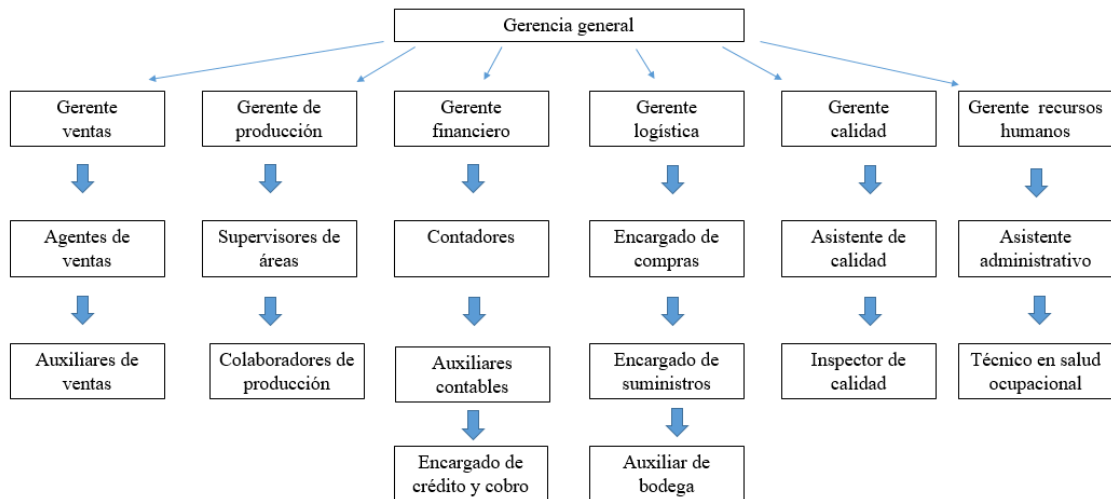 Gerencia general
Gerente
ventas
Gerente de
producción
Gerente
financiero
Gerente
logística
Gerente
calidad
Gerente recursos
humanos
Agentes de
ventas
Supervisores de
áreas
Contadores
Encargado de
compras
Asistente de
calidad
Asistente
administrativo
Auxiliares de
ventas
Colaboradores de
producción
Auxiliares
contables
Encargado de
suministros
Inspector de
calidad
Técnico en salud
ocupacional
Encargado de
crédito y cobro
Auxiliar de
bodega